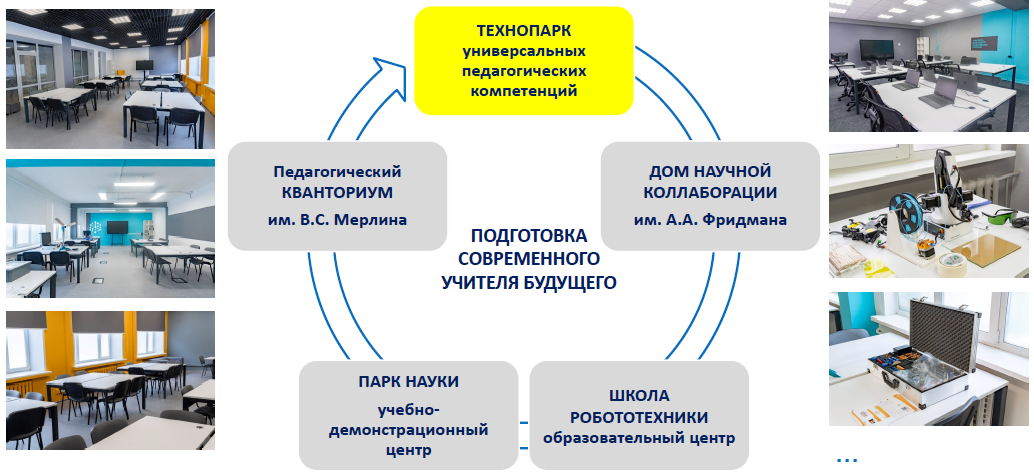 ТЕХНОПАРК
универсальных
педагогических
компетенций
Педагогический
КВАНТОРИУМ
им. В.С. Мерлина
ДОМ НАУЧНОЙ
КОЛЛАБОРАЦИИ
им. А.А. Фридмана
ПОДГОТОВКА
СОВРЕМЕННОГО
УЧИТЕЛЯ БУДУЩЕГО
ПАРК НАУКИ
учебно-
демонстрационный
центр
ШКОЛА
РОБОТОТЕХНИКИ
образовательный центр
...